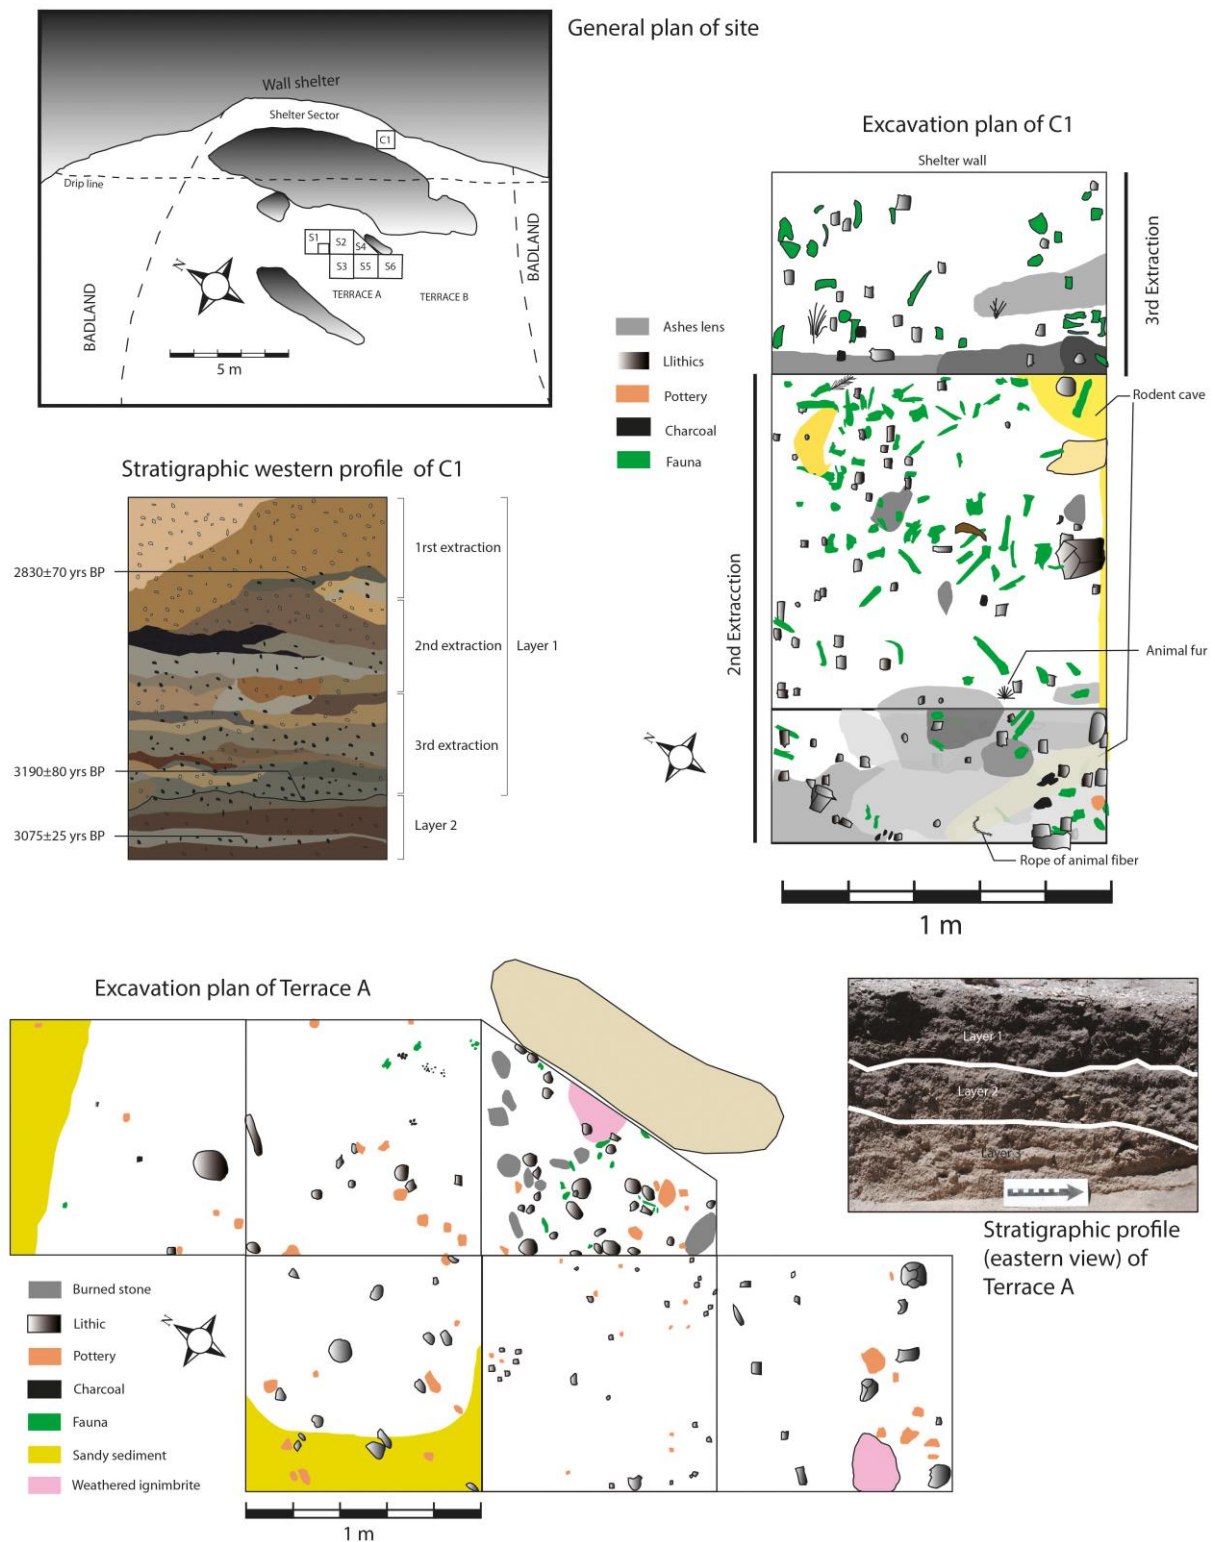 General plan of site
Wall shelter
Shelter Sector
C1
Drip line
S1
S2
S4
S3
S5
S6
N
TERRACE A
TERRACE B
BADLAND
BADLAND
5 m
Excavation plan of C1
Shelter wall
3rd Extraction
Ashes lens
Llithics
Pottery
Charcoal
Fauna
Rodent cave
2nd Extracction
Animal fur
N
Rope of animal fiber
1 m
Stratigraphic western profile of C1
1rst extraction
2830±70 yrs BP
2nd extraction
Layer 1
3rd extraction
3190±80 yrs BP
Layer 2
3075±25 yrs BP
Excavation plan of Terrace A
Burned stone
N
Lithic
Pottery
Charcoal
Fauna
Sandy sediment
Weathered ignimbrite
1 m
Layer 1
Layer 2
Layer 3
Stratigraphic profile
(eastern view) of
Terrace A